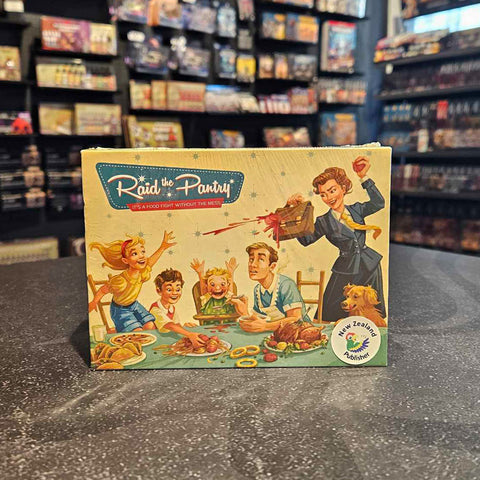 Raid the Pantry
IT'S A FOOD FIGHT WITHOUT THE MESS
New Zealand
Publisher